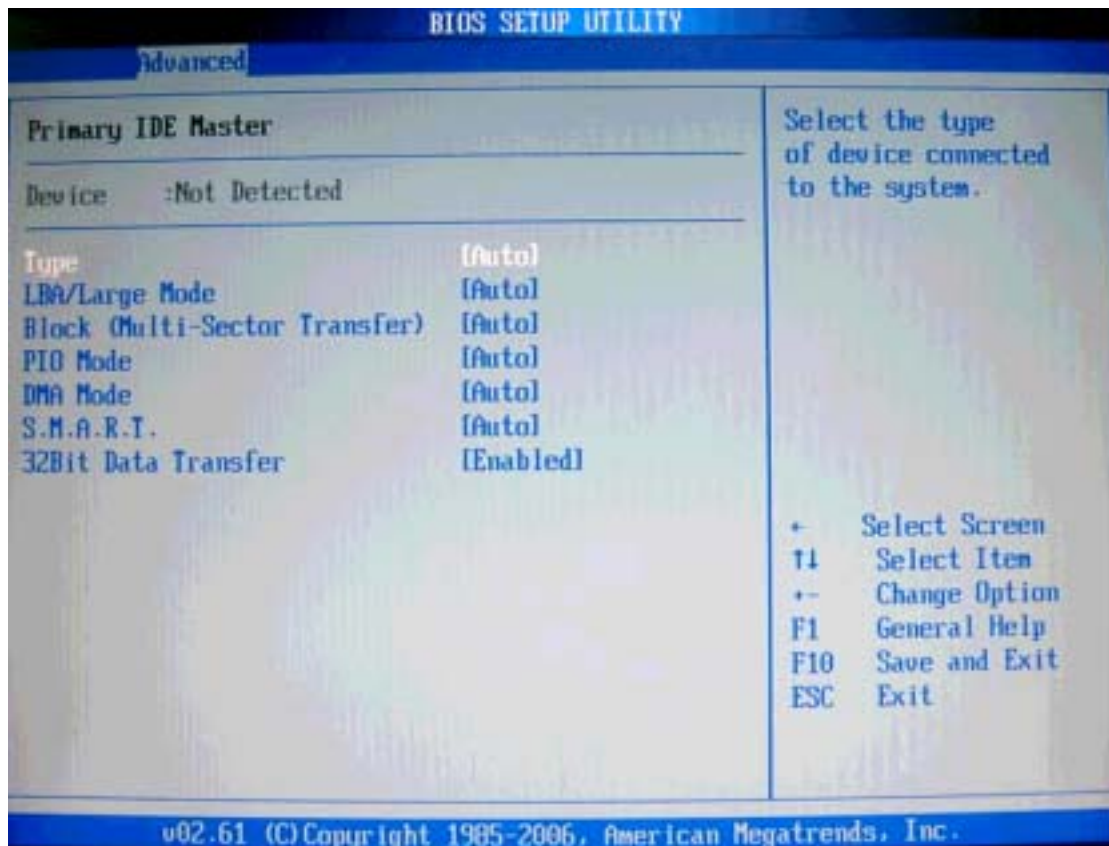 BIOS SETUP UTILITY
Advanced
Primary IDE Master
Device :Not Detected
Type [Auto]
LBA/Large Mode [Auto]
Block (Multi-Sector Transfer) [Auto]
PIO Mode [Auto]
DMA Mode [Auto]
S.M.A.R.T. [Auto]
32Bit Data Transfer [Enabled]
Select the type
of device connected
to the system.
← Select Screen
↑↓ Select Item
+- Change Option
F1 General Help
F10 Save and Exit
ESC Exit
v02.61 (C)Copyright 1985-2006, American Megatrends, Inc.